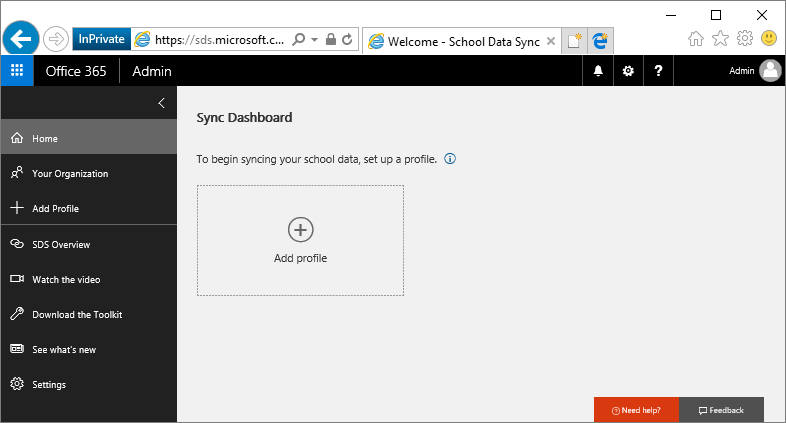 InPrivate
https://sds.microsoft.c...
Welcome - School Data Sync
Office 365
Admin
?
Admin
Home
Your Organization
Add Profile
SDS Overview
Watch the video
Download the Toolkit
See what's new
Settings
Sync Dashboard
To begin syncing your school data, set up a profile.
Add profile
Need help?
Feedback